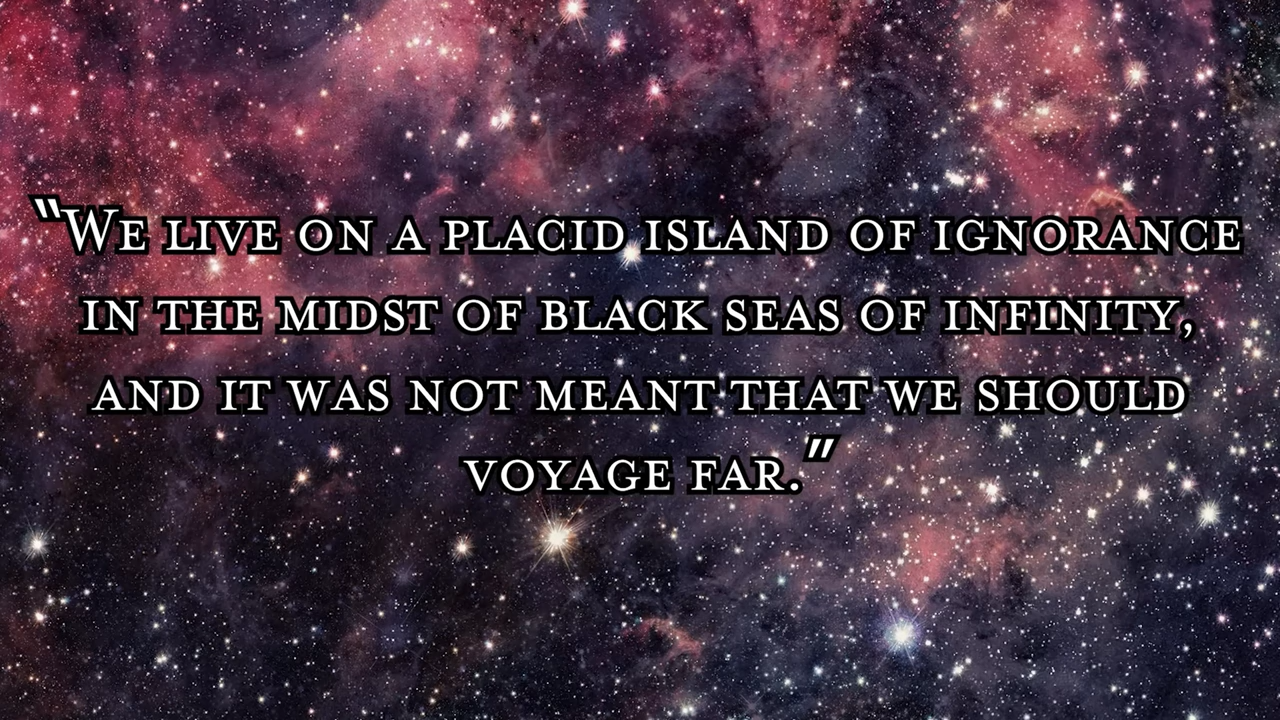 “We live on a placid island of ignorance
in the midst of black seas of infinity,
and it was not meant that we should
voyage far.”